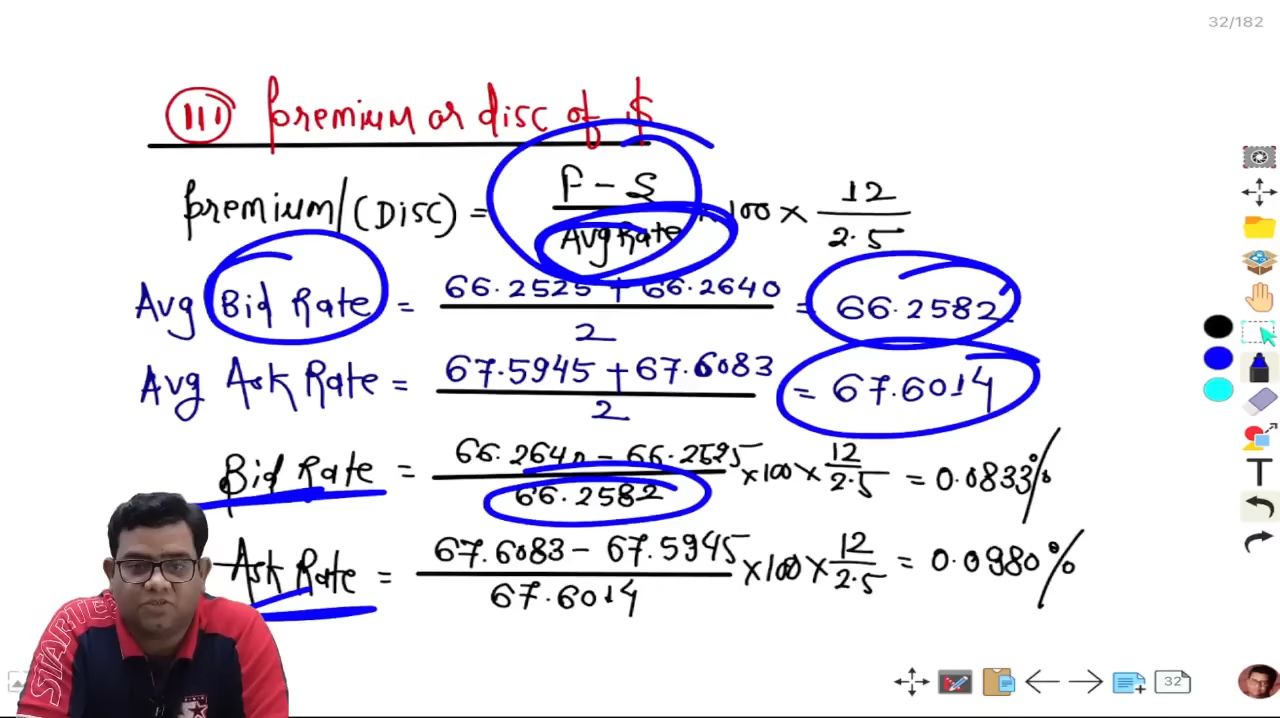 32/182
III Premium or disc of $
Premium/(Disc) = F - S / Avg Rate × 100 × 12/2.5
Avg Bid Rate = 66.2525 + 66.2640 / 2 = 66.2582
Avg Ask Rate = 67.5945 + 67.6083 / 2 = 67.6014
Bid Rate = 66.2640 - 66.2525 / 66.2582 × 100 × 12/2.5 = 0.0833%
Ask Rate = 67.6083 - 67.5945 / 67.6014 × 100 × 12/2.5 = 0.0980%
STARTE
32